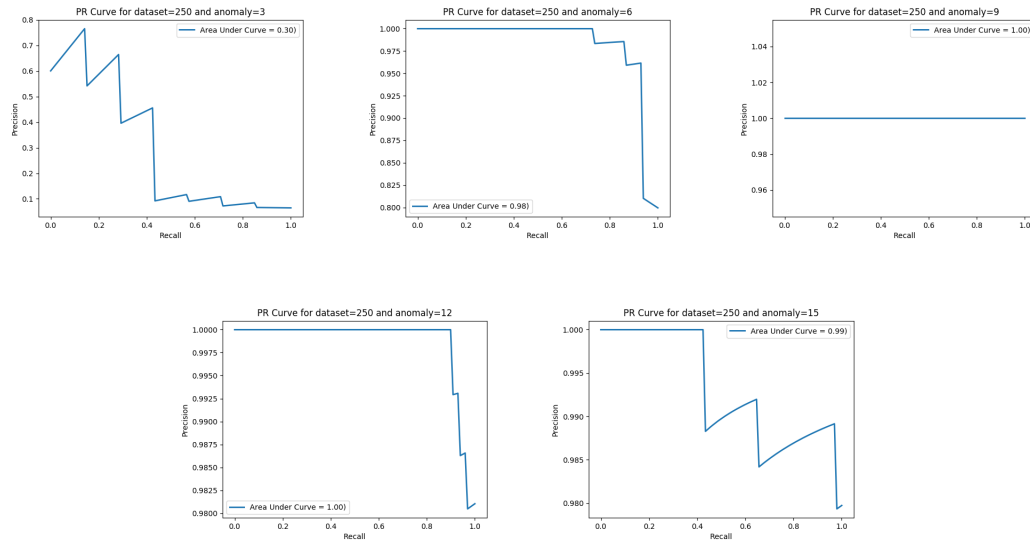 PR Curve for dataset=250 and anomaly=3
Area Under Curve = 0.30)
0.8
0.7
0.6
0.5
0.4
0.3
0.2
0.1
Precision
0.0 0.2 0.4 0.6 0.8 1.0
Recall
PR Curve for dataset=250 and anomaly=6
1.000
0.975
0.950
0.925
0.900
0.875
0.850
0.825
0.800
Precision
Area Under Curve = 0.98)
0.0 0.2 0.4 0.6 0.8 1.0
Recall
PR Curve for dataset=250 and anomaly=9
Area Under Curve = 1.00)
1.04
1.02
1.00
0.98
0.96
Precision
0.0 0.2 0.4 0.6 0.8 1.0
Recall
PR Curve for dataset=250 and anomaly=12
1.0000
0.9975
0.9950
0.9925
0.9900
0.9875
0.9850
0.9825
0.9800
Precision
Area Under Curve = 1.00)
0.0 0.2 0.4 0.6 0.8 1.0
Recall
PR Curve for dataset=250 and anomaly=15
Area Under Curve = 0.99)
1.000
0.995
0.990
0.985
0.980
Precision
0.0 0.2 0.4 0.6 0.8 1.0
Recall